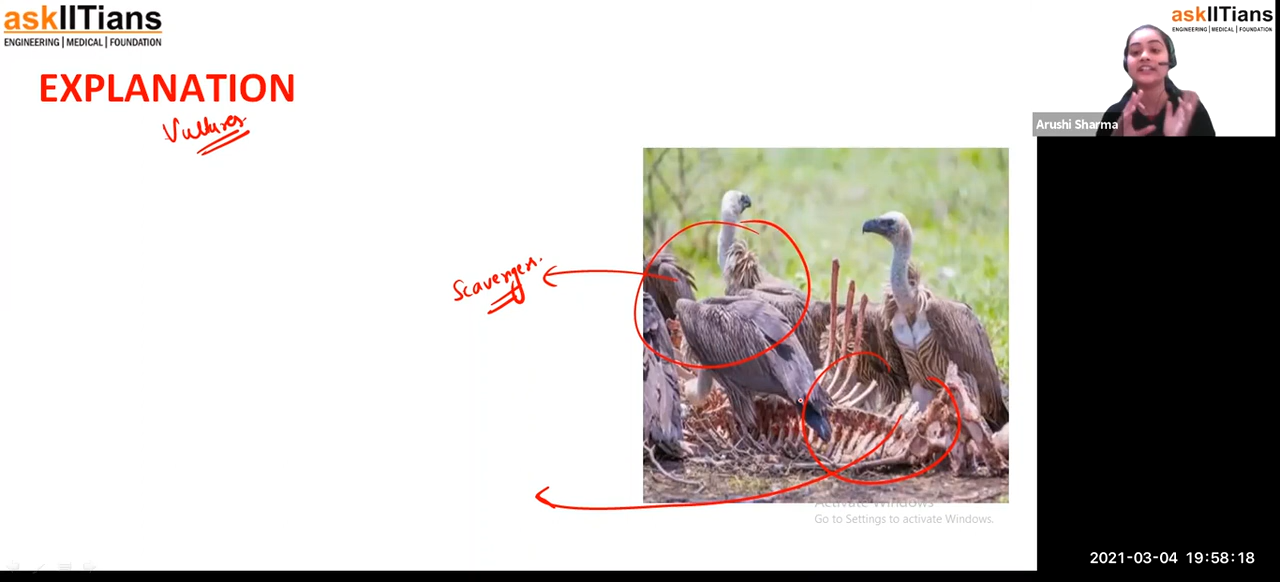 askIITians
ENGINEERING | MEDICAL | FOUNDATION
askIITians
ENGINEERING | MEDICAL | FOUNDATION
EXPLANATION
Vultures
Arushi Sharma
Scavengers.
Activate Windows
Go to Settings to activate Windows.
2021-03-04 19:58:18